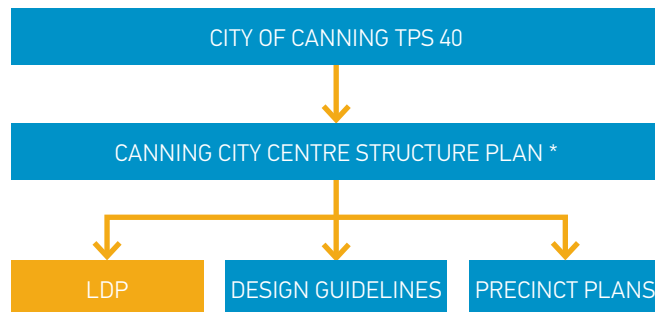 CITY OF CANNING TPS 40
CANNING CITY CENTRE STRUCTURE PLAN *
LDP
DESIGN GUIDELINES
PRECINCT PLANS